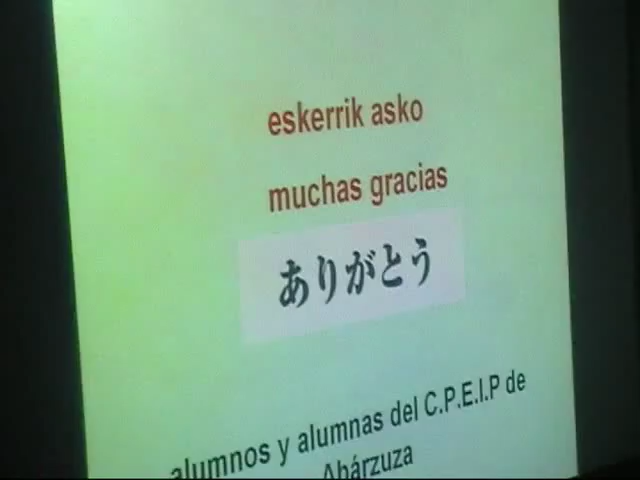 eskerrik asko
muchas gracias
ありがとう
alumnos y alumnas del C.P.E.I.P de
Abárzuza